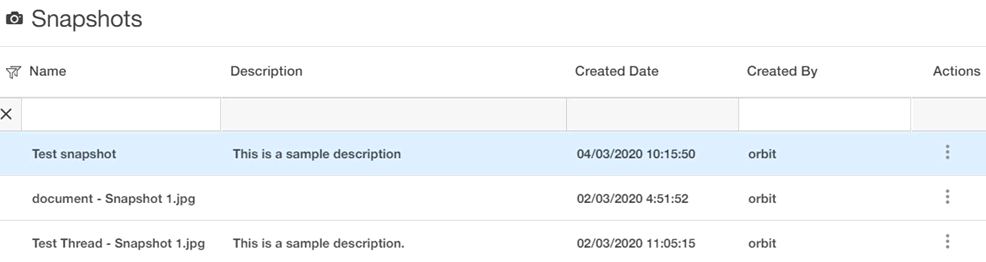 Snapshots
Name Description Created Date Created By Actions
Test snapshot This is a sample description 04/03/2020 10:15:50 orbit
document - Snapshot 1.jpg 02/03/2020 4:51:52 orbit
Test Thread - Snapshot 1.jpg This is a sample description. 02/03/2020 11:05:15 orbit